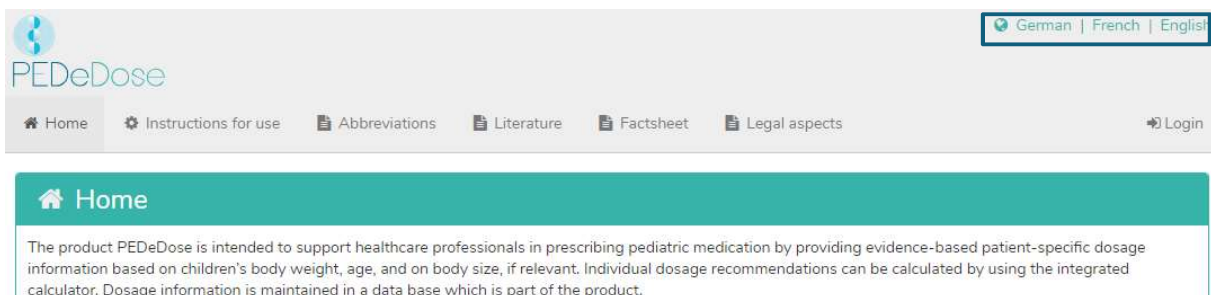 German | French | English
PEDeDose
Home Instructions for use Abbreviations Literature Factsheet Legal aspects Login
Home
The product PEDeDose is intended to support healthcare professionals in prescribing pediatric medication by providing evidence-based patient-specific dosage
information based on children's body weight, age, and on body size, if relevant. Individual dosage recommendations can be calculated by using the integrated
calculator. Dosage information is maintained in a data base which is part of the product.